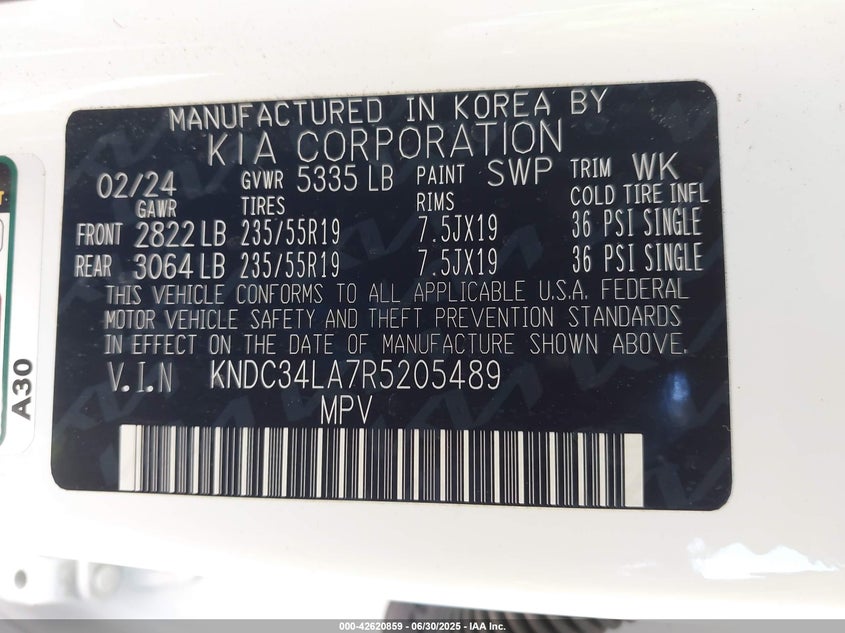 MANUFACTURED IN KOREA BY
KIA CORPORATION
02/24 GVWR 5335 LB PAINT SWP TRIM WK
GAWR TIRES RIMS COLD TIRE INFL
FRONT 2822 LB 235/55R19 7.5JX19 36 PSI SINGLE
REAR 3064 LB 235/55R19 7.5JX19 36 PSI SINGLE
THIS VEHICLE CONFORMS TO ALL APPLICABLE U.S.A. FEDERAL
MOTOR VEHICLE SAFETY AND THEFT PREVENTION STANDARDS
IN EFFECT ON THE DATE OF MANUFACTURE SHOWN ABOVE.
V.I.N KNDC34LA7R5205489
MPV
A30
000-42620859 - 06/30/2025 - IAA Inc.